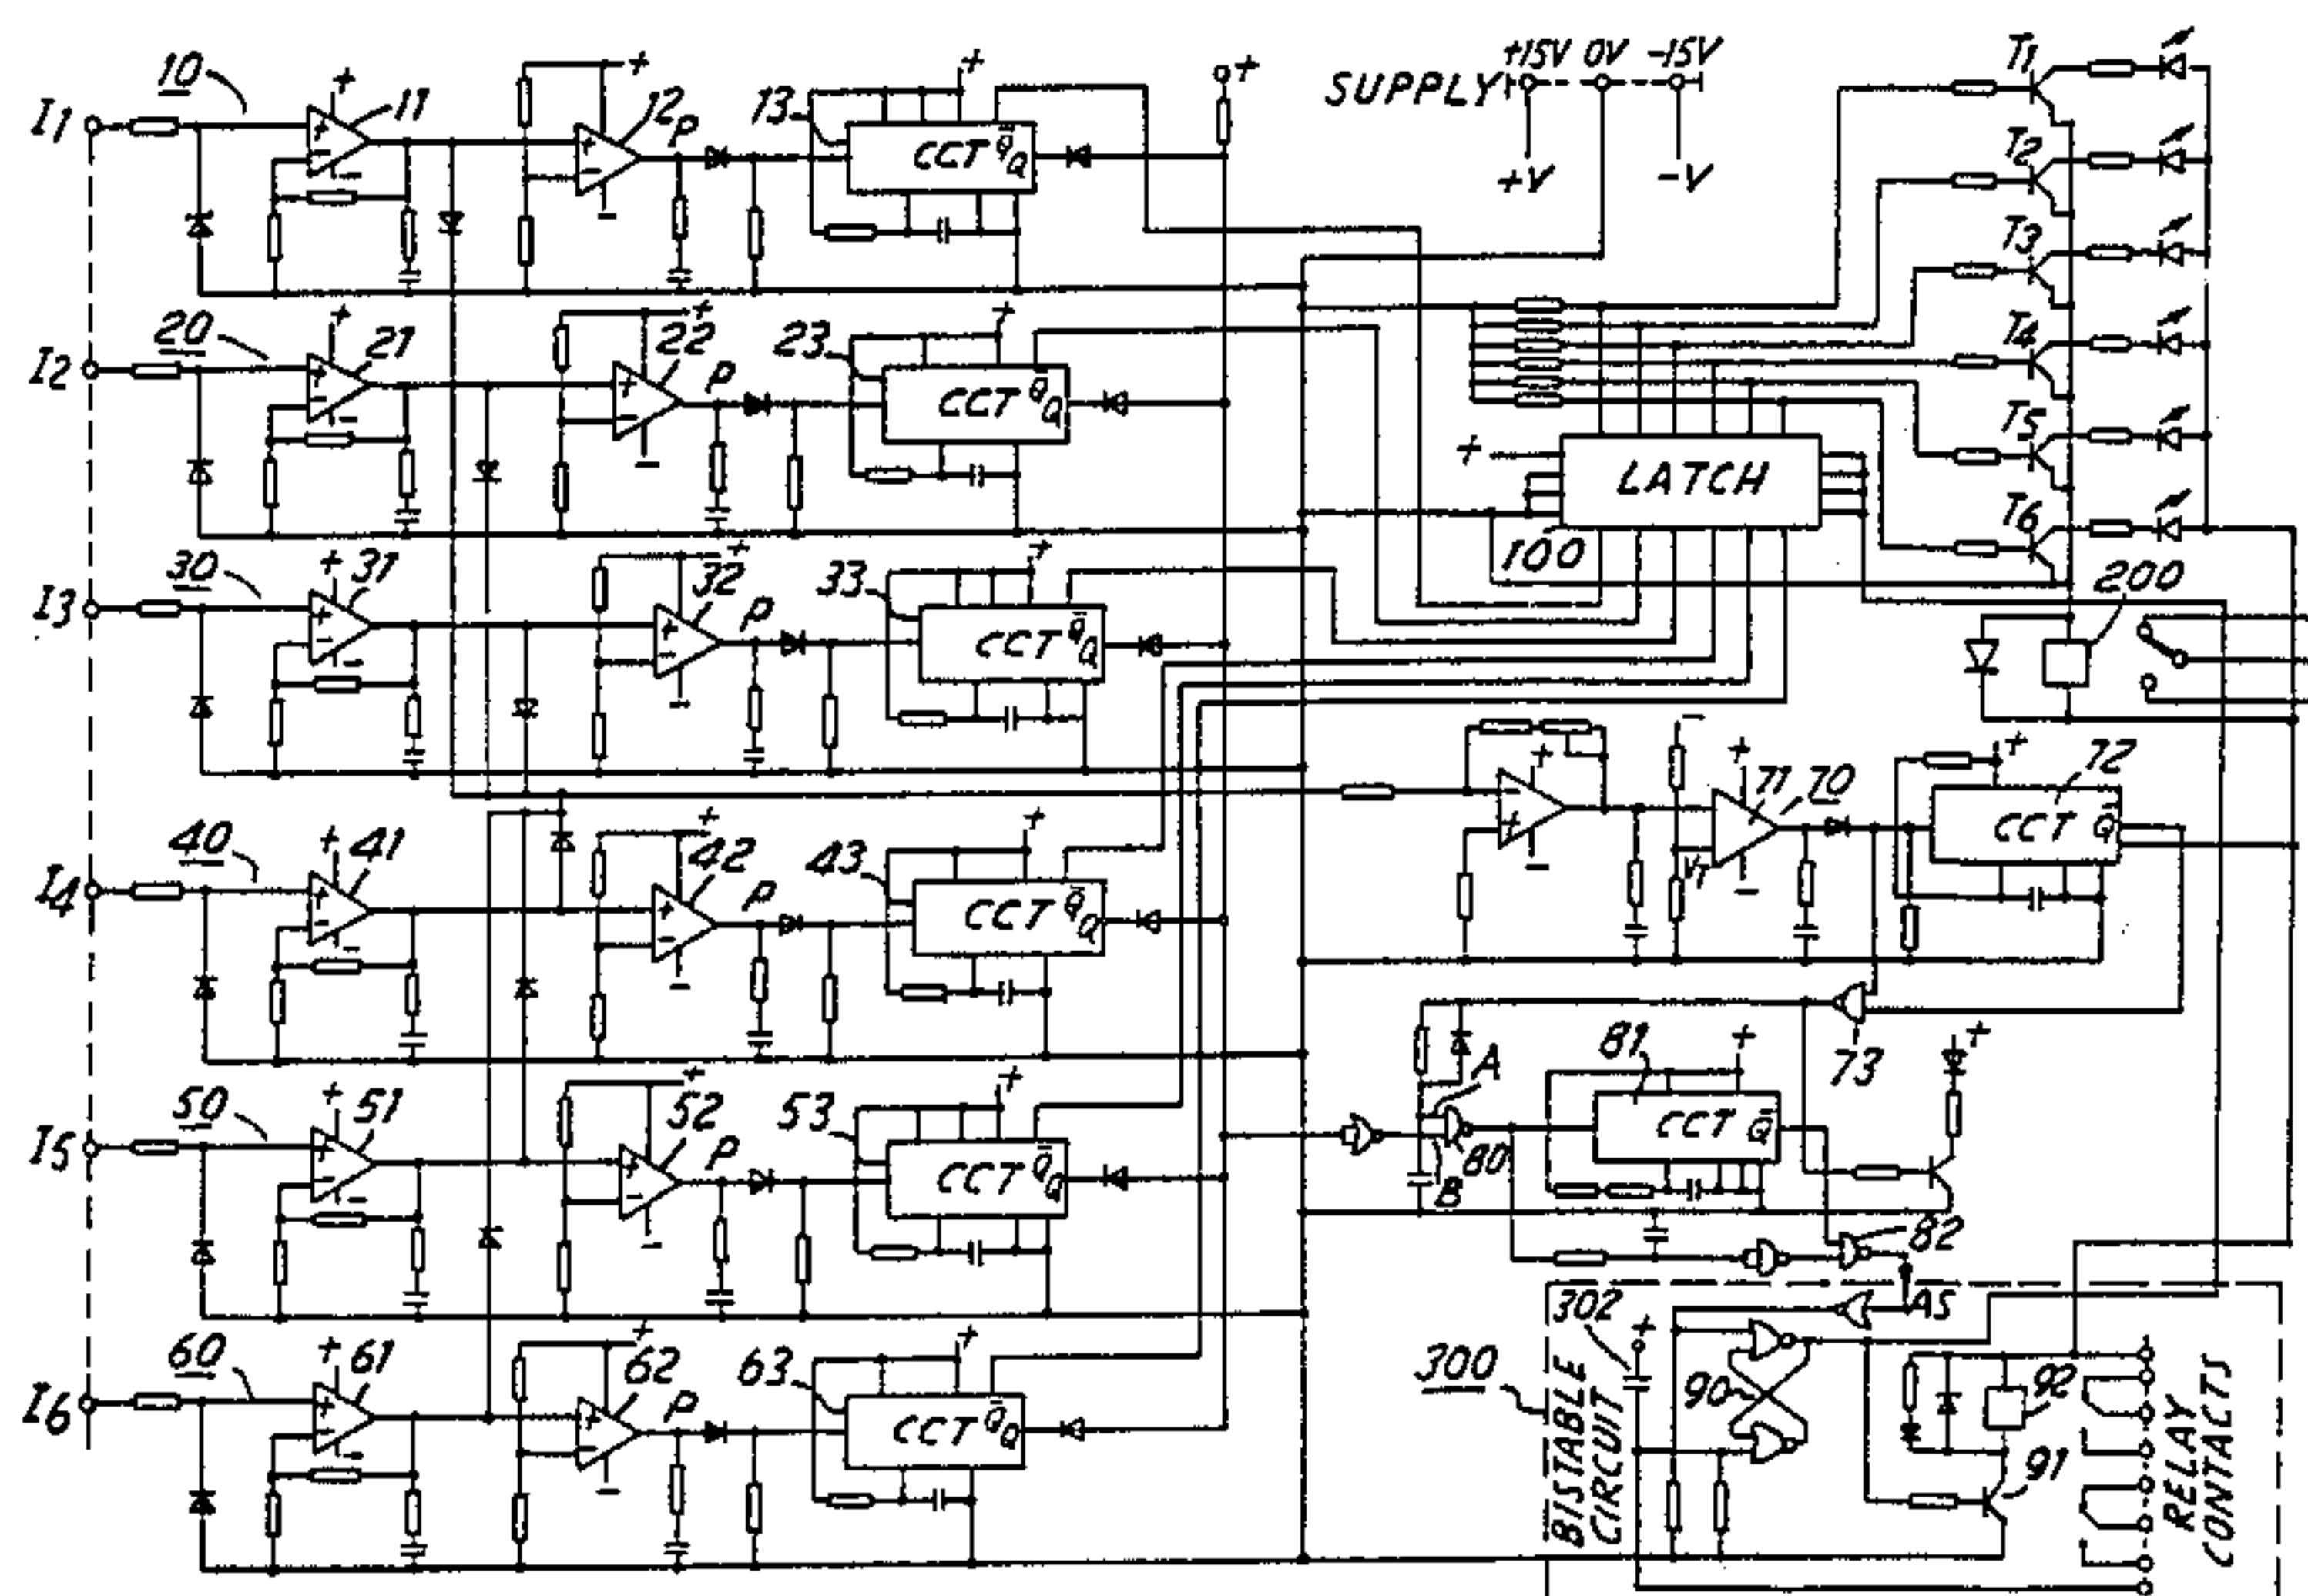 SUPPLY +15V 0V -15V
+V -V
I1 10 11 12 P 13 CCT Q̄ Q
I2 20 21 22 P 23 CCT Q̄ Q
I3 30 31 32 P 33 CCT Q̄ Q
I4 40 41 42 P 43 CCT Q̄ Q
I5 50 51 52 P 53 CCT Q̄ Q
I6 60 61 62 P 63 CCT Q̄ Q
T1
T2
T3
T4
T5
T6
LATCH
100
200
71 70 72
VT
CCT Q̄
73
A
B
80
81
CCT Q̄
82
AS
302
300
BISTABLE
CIRCUIT
90
92
91
RELAY
CONTACTS